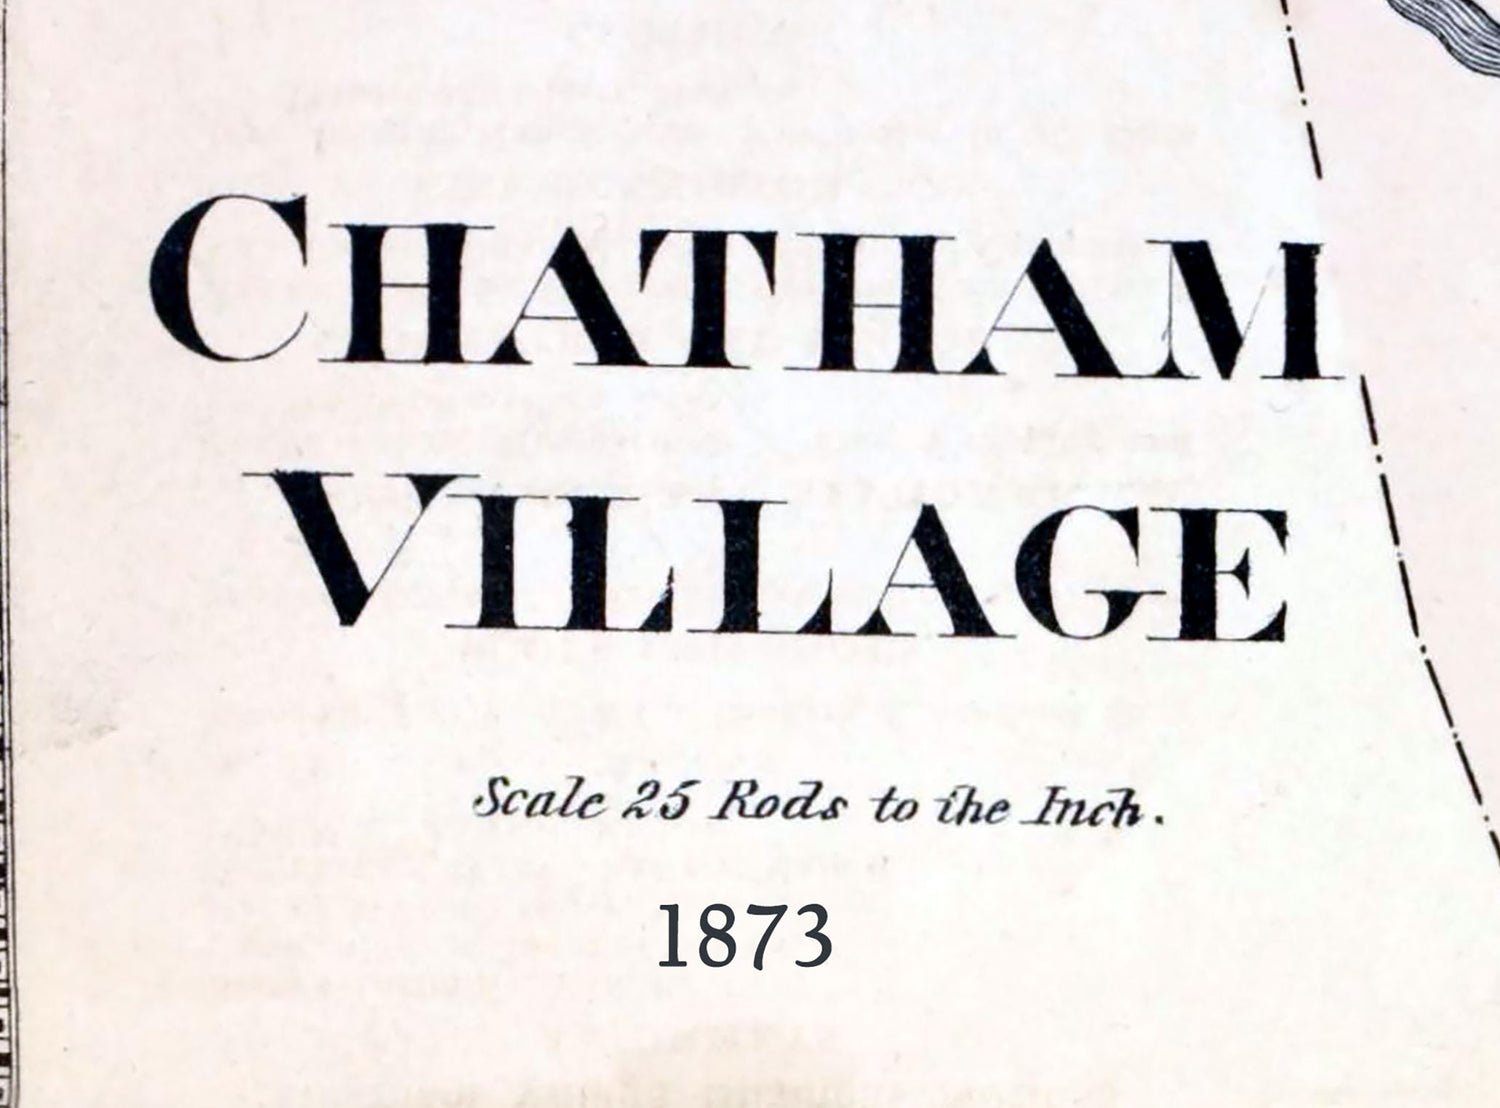 CHATHAM
VILLAGE
Scale 25 Rods to the Inch.
1873